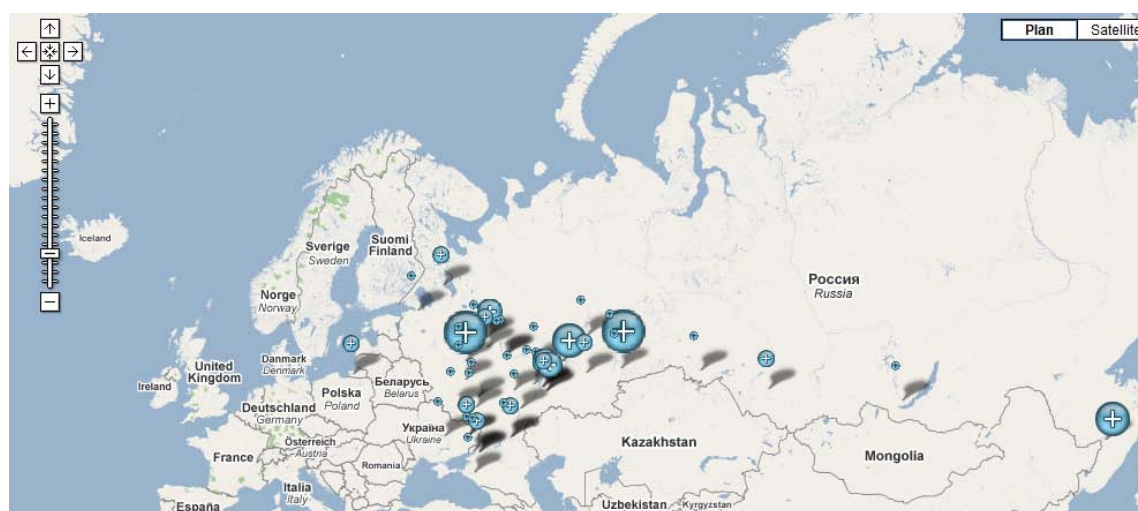 Plan
Satellite
Iceland
Sverige
Sweden
Suomi
Finland
Norge
Norway
Россия
Russia
United
Kingdom
Ireland
Danmark
Denmark
Polska
Poland
Беларусь
Belarus
Deutschland
Germany
Україна
Ukraine
Österreich
Austria
France
Romania
Italia
Italy
España
Kazakhstan
Mongolia
Uzbekistan
Kyrgyzstan